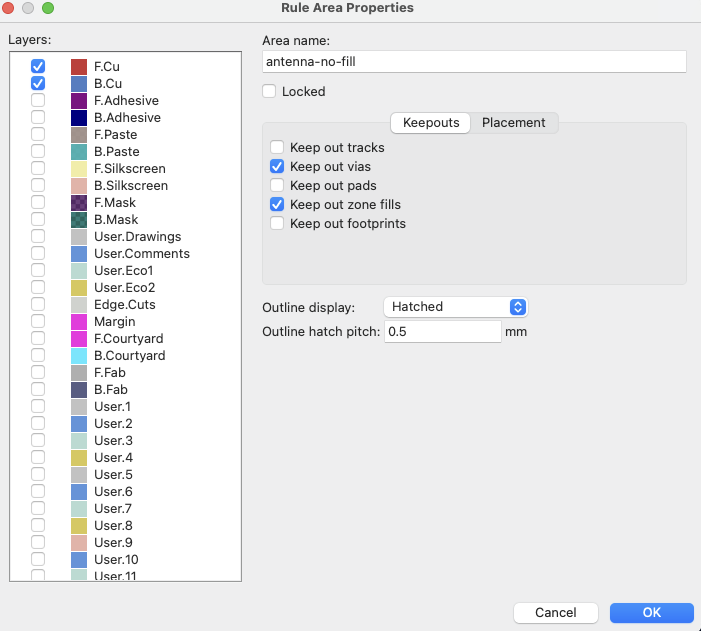 Rule Area Properties
Layers:
F.Cu
B.Cu
F.Adhesive
B.Adhesive
F.Paste
B.Paste
F.Silkscreen
B.Silkscreen
F.Mask
B.Mask
User.Drawings
User.Comments
User.Eco1
User.Eco2
Edge.Cuts
Margin
F.Courtyard
B.Courtyard
F.Fab
B.Fab
User.1
User.2
User.3
User.4
User.5
User.6
User.7
User.8
User.9
User.10
User.11
Area name:
antenna-no-fill
Locked
Keepouts Placement
Keep out tracks
Keep out vias
Keep out pads
Keep out zone fills
Keep out footprints
Outline display: Hatched
Outline hatch pitch: 0.5 mm
Cancel OK